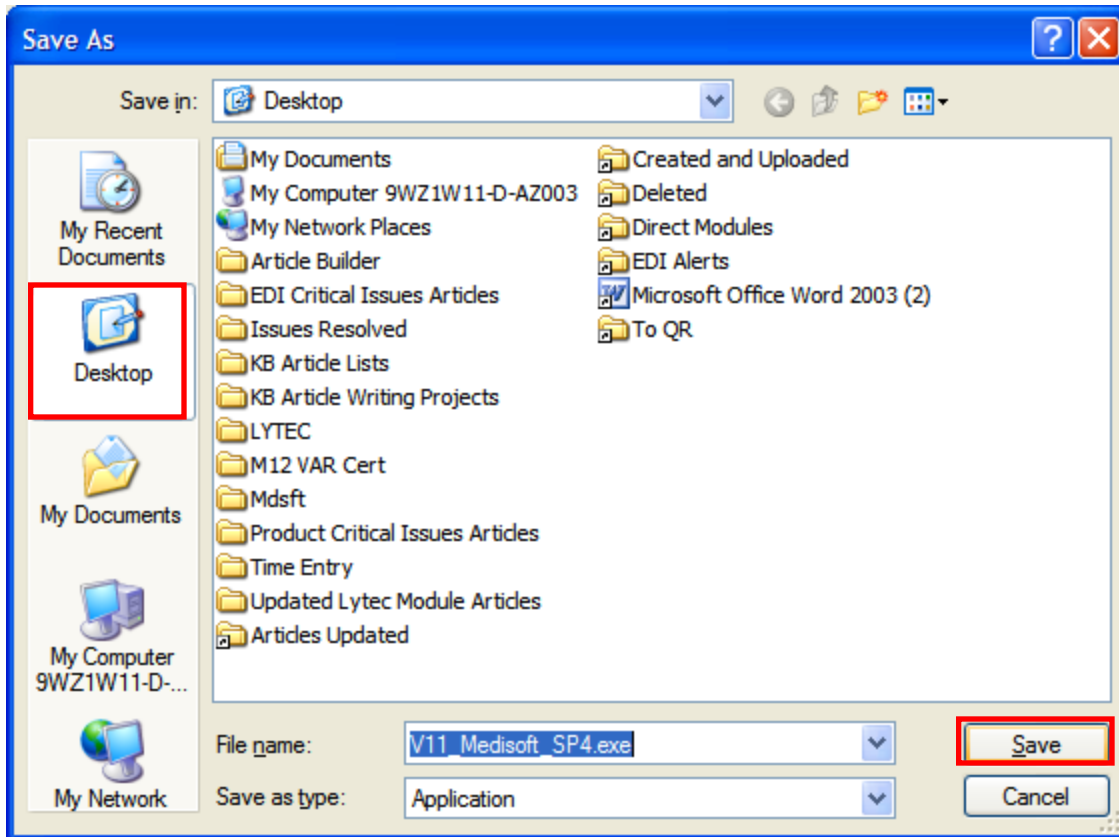 Save As
Save in:
Desktop
My Recent
Documents
Desktop
My Documents
My Computer
9WZ1W11-D-...
My Network
My Documents
My Computer 9WZ1W11-D-AZ003
My Network Places
Article Builder
EDI Critical Issues Articles
Issues Resolved
KB Article Lists
KB Article Writing Projects
LYTEC
M12 VAR Cert
Mdsft
Product Critical Issues Articles
Time Entry
Updated Lytec Module Articles
Articles Updated
Created and Uploaded
Deleted
Direct Modules
EDI Alerts
Microsoft Office Word 2003 (2)
To QR
File name:
V11_Medisoft_SP4.exe
Save
Save as type:
Application
Cancel